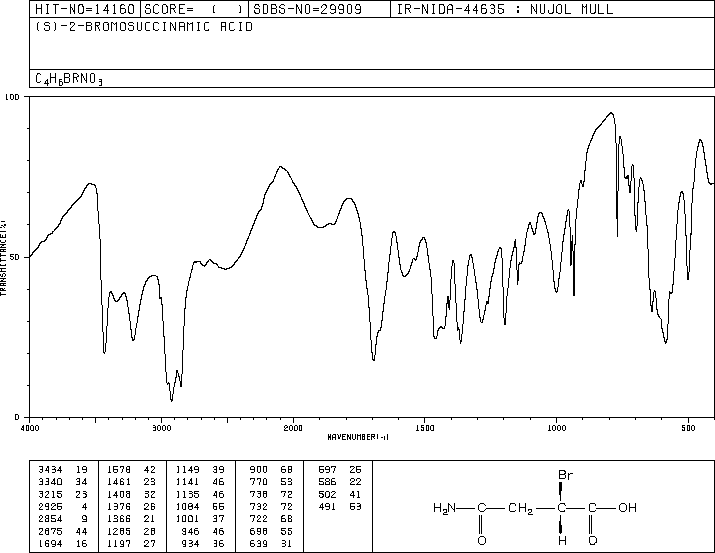 HIT-NO=14160 SCORE= ( ) SDBS-NO=29909 IR-NIDA-44635 : NUJOL MULL
(S)-2-BROMOSUCCINAMIC ACID
C4H6BRNO3
100
TRANSMITTANCE(%)
50
0
4000 3000 2000 1500 1000 500
WAVENUMBER(-1)
3434 19 1578 42 1149 39 900 68 697 25
3340 34 1461 23 1141 46 770 53 586 22
3215 23 1408 32 1135 46 738 72 502 41
2925 4 1376 26 1084 55 732 72 491 53
2854 9 1366 21 1001 37 722 68
2675 44 1285 28 946 46 698 55
1694 16 1197 27 934 36 639 31
Br
H2N C CH2 C C OH
O H O